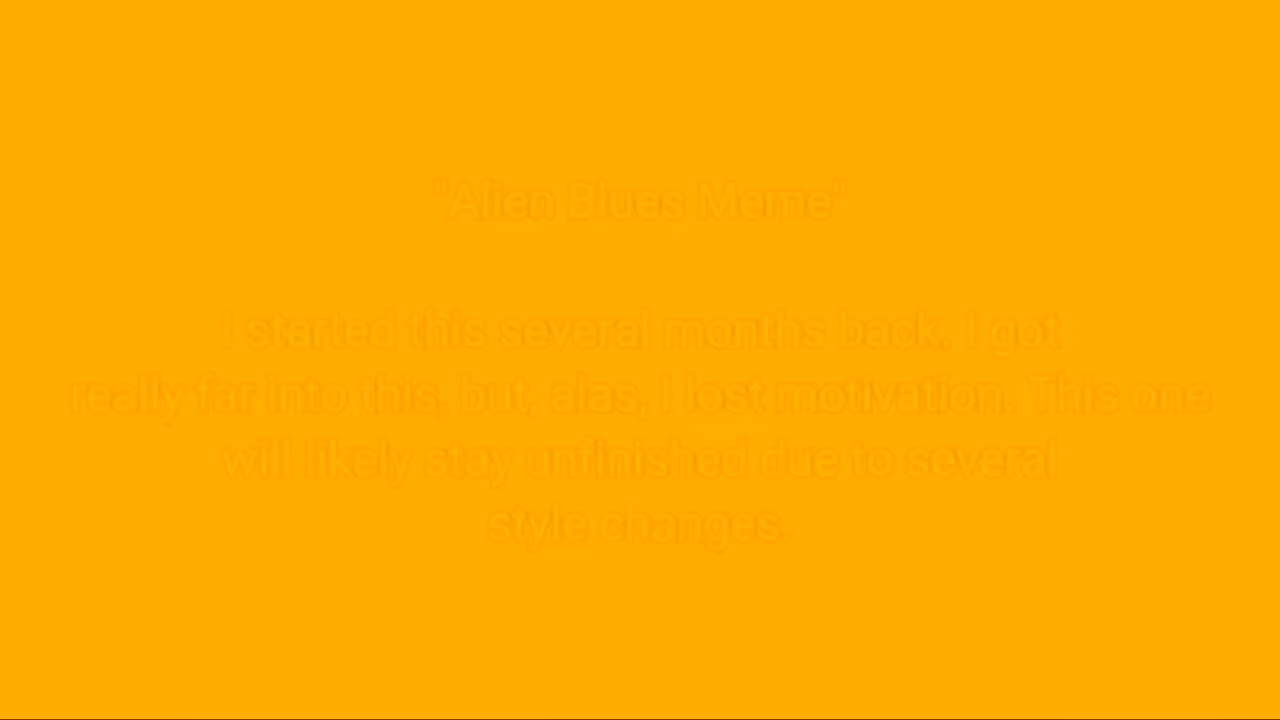 "Alien Blues Meme"
I started this several months back. I got
really far into this, but, alas, I lost motivation. This one
will likely stay unfinished due to several
style changes.